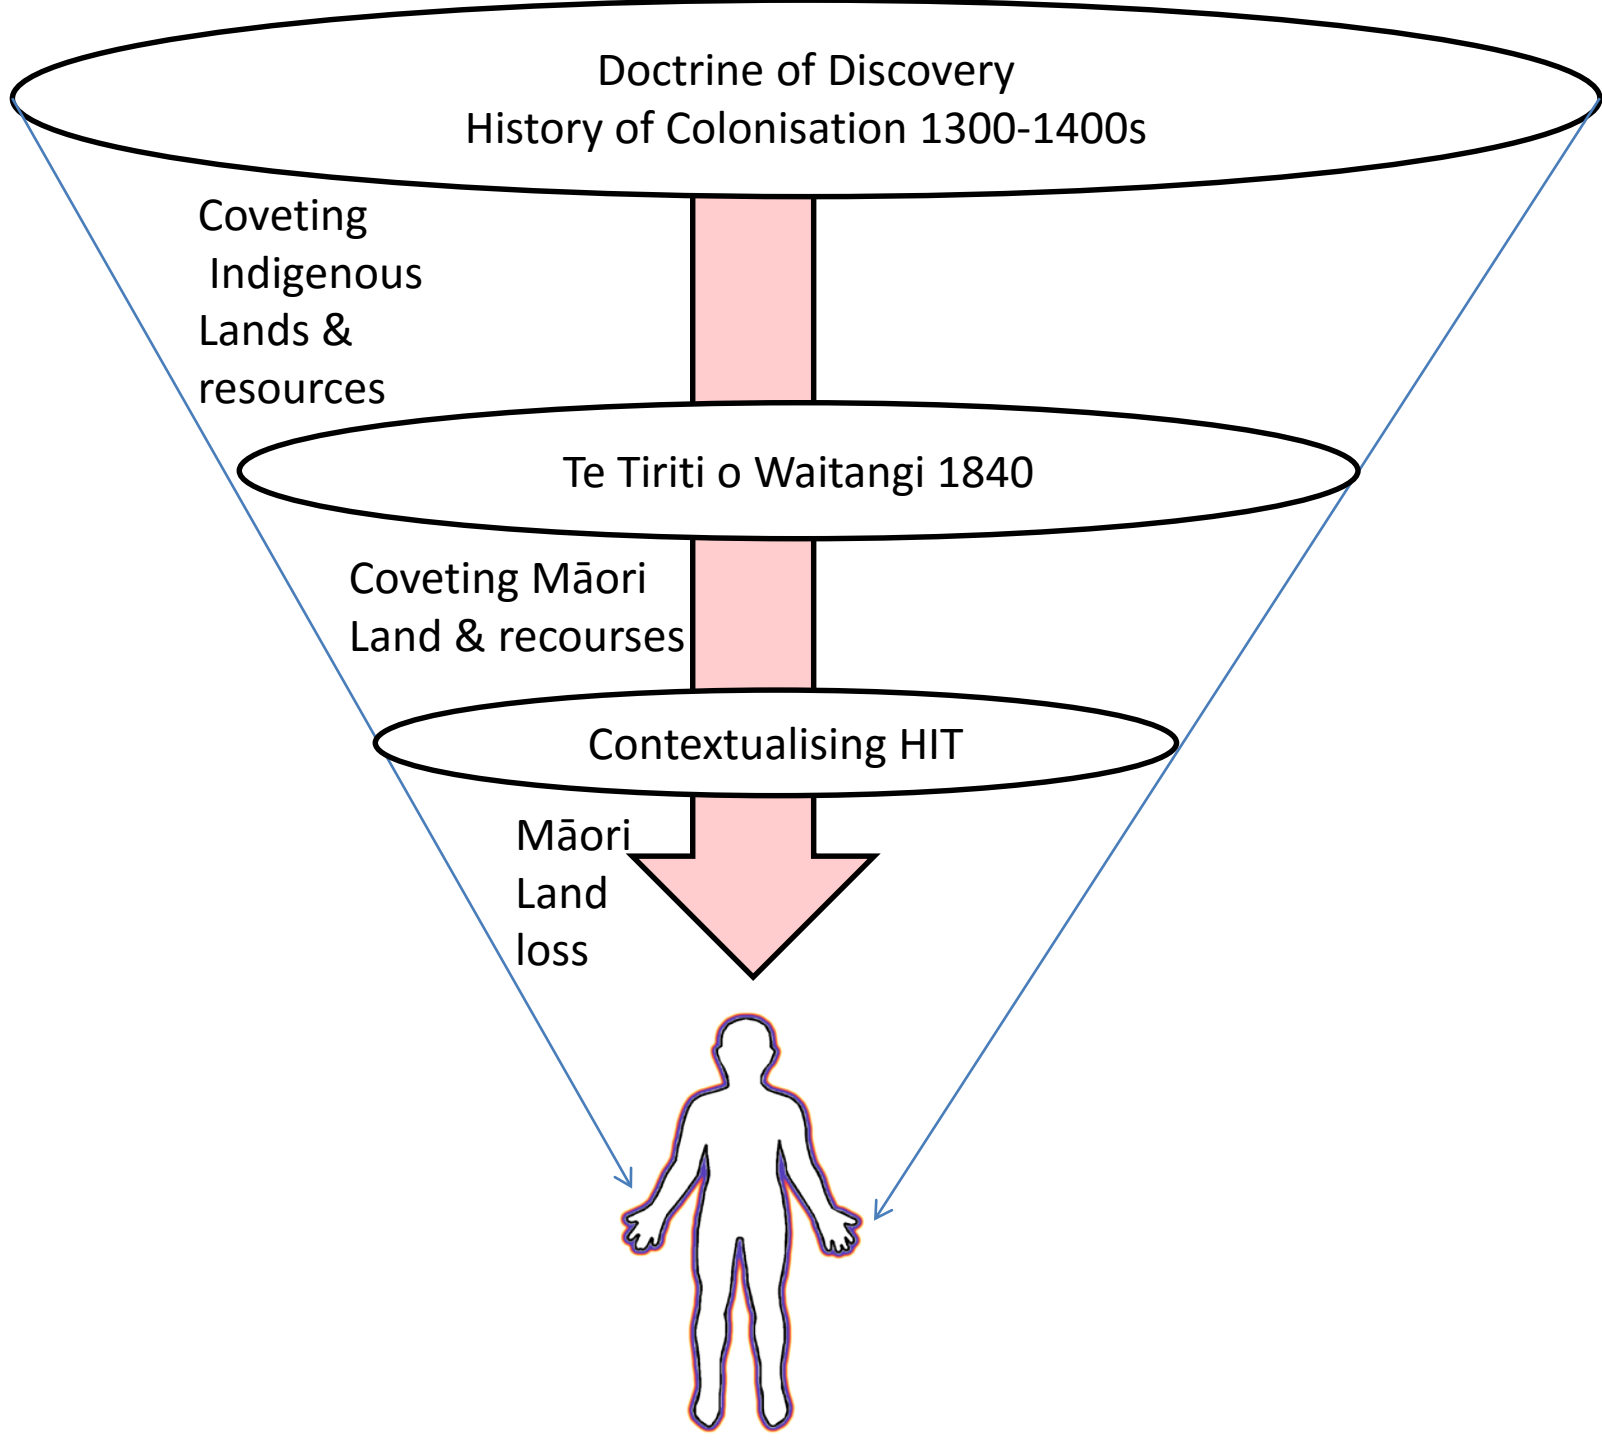 Doctrine of Discovery
History of Colonisation 1300-1400s
Coveting
Indigenous
Lands &
resources
Te Tiriti o Waitangi 1840
Coveting Māori
Land & recourses
Contextualising HIT
Māori
Land
loss